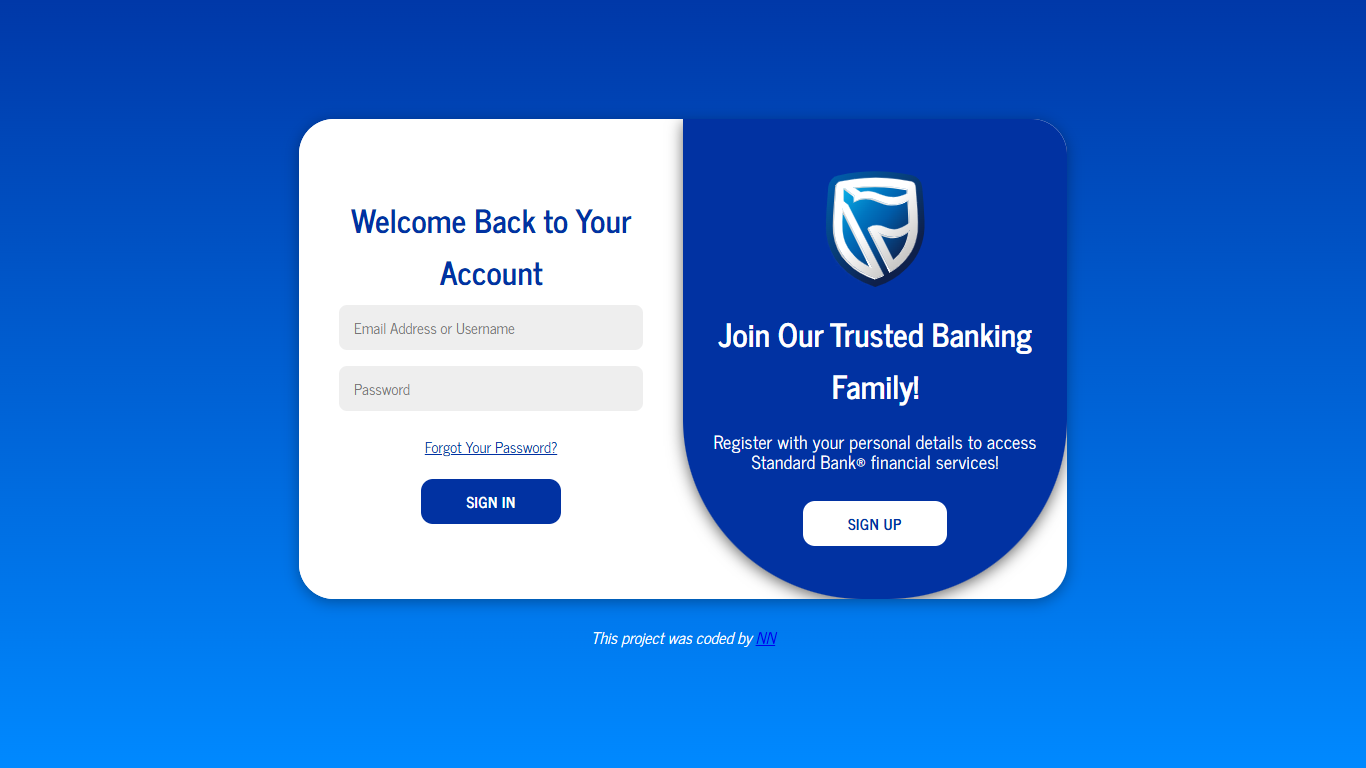 Welcome Back to Your
Account
Email Address or Username
Password
Forgot Your Password?
SIGN IN
Join Our Trusted Banking
Family!
Register with your personal details to access
Standard Bank® financial services!
SIGN UP
This project was coded by NN